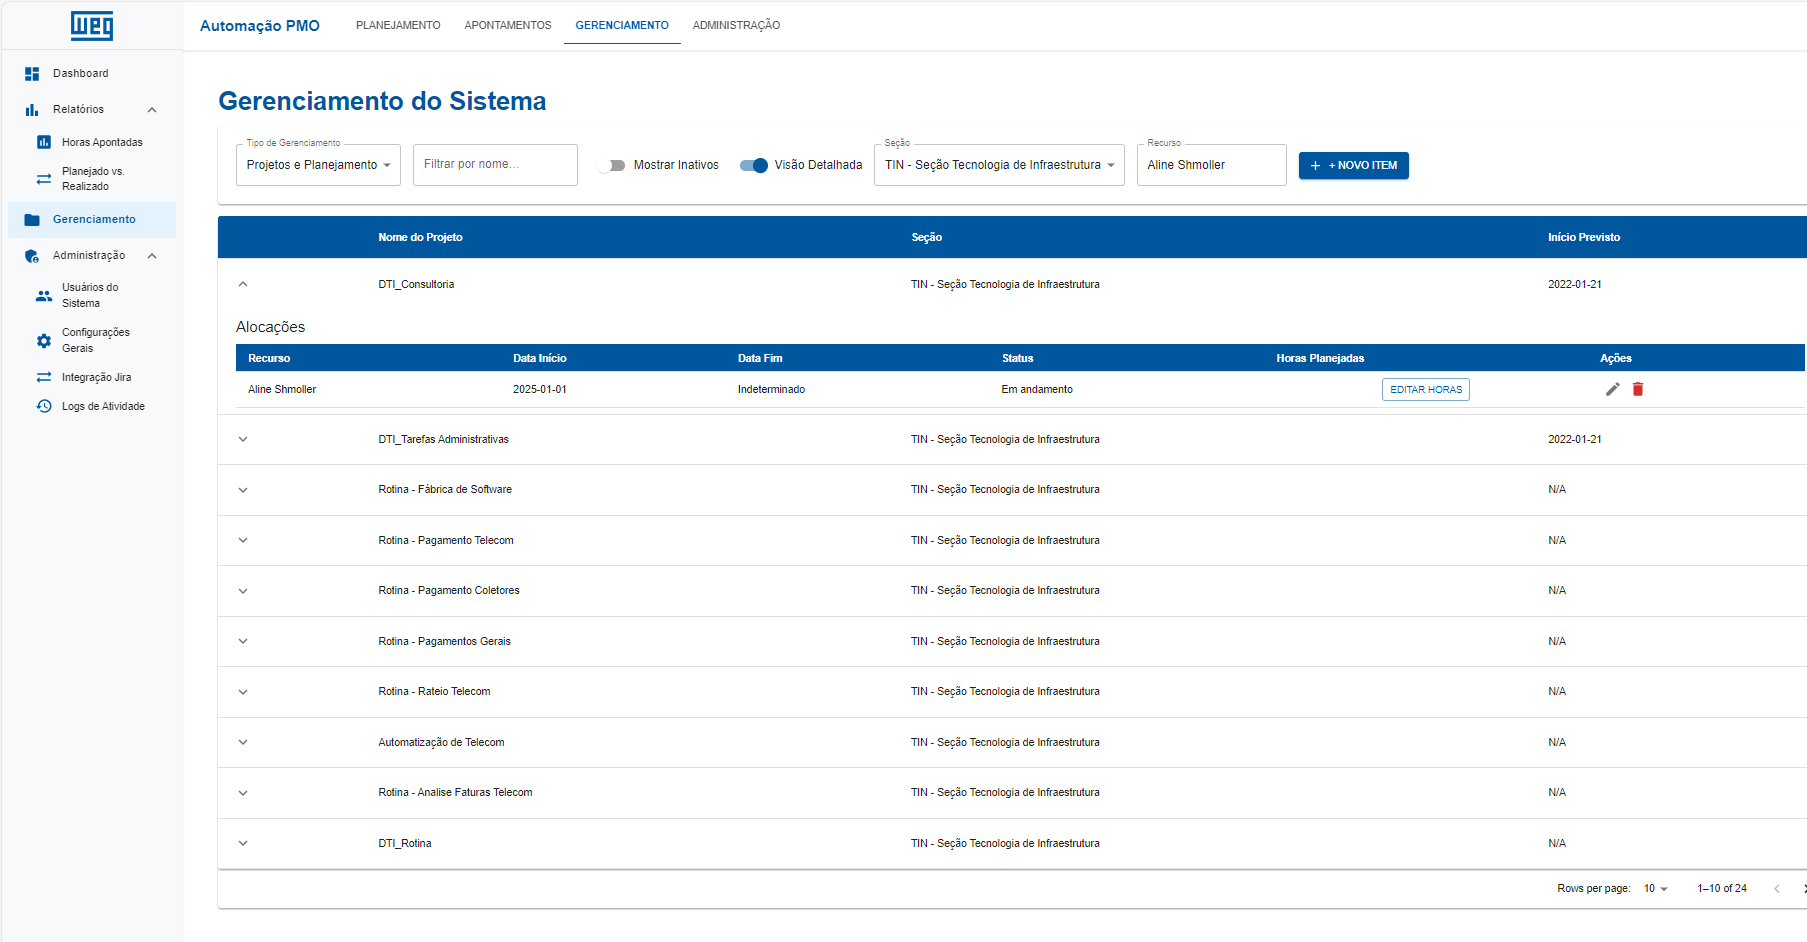 WEG
Automação PMO
PLANEJAMENTO
APONTAMENTOS
GERENCIAMENTO
ADMINISTRAÇÃO
Dashboard
Relatórios
Horas Apontadas
Planejado vs.
Realizado
Gerenciamento
Administração
Usuários do
Sistema
Configurações
Gerais
Integração Jira
Logs de Atividade
Gerenciamento do Sistema
Tipo de Gerenciamento
Projetos e Planejamento
Filtrar por nome...
Mostrar Inativos
Visão Detalhada
Seção
TIN - Seção Tecnologia de Infraestrutura
Recurso
Aline Shmoller
+ + NOVO ITEM
Nome do Projeto Seção Início Previsto
DTI_Consultoria TIN - Seção Tecnologia de Infraestrutura 2022-01-21
Alocações
Recurso Data Início Data Fim Status Horas Planejadas Ações
Aline Shmoller 2025-01-01 Indeterminado Em andamento EDITAR HORAS
DTI_Tarefas Administrativas TIN - Seção Tecnologia de Infraestrutura 2022-01-21
Rotina - Fábrica de Software TIN - Seção Tecnologia de Infraestrutura N/A
Rotina - Pagamento Telecom TIN - Seção Tecnologia de Infraestrutura N/A
Rotina - Pagamento Coletores TIN - Seção Tecnologia de Infraestrutura N/A
Rotina - Pagamentos Gerais TIN - Seção Tecnologia de Infraestrutura N/A
Rotina - Rateio Telecom TIN - Seção Tecnologia de Infraestrutura N/A
Automatização de Telecom TIN - Seção Tecnologia de Infraestrutura N/A
Rotina - Analise Faturas Telecom TIN - Seção Tecnologia de Infraestrutura N/A
DTI_Rotina TIN - Seção Tecnologia de Infraestrutura N/A
Rows per page: 10 1–10 of 24